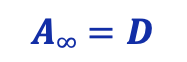 A∞ = D